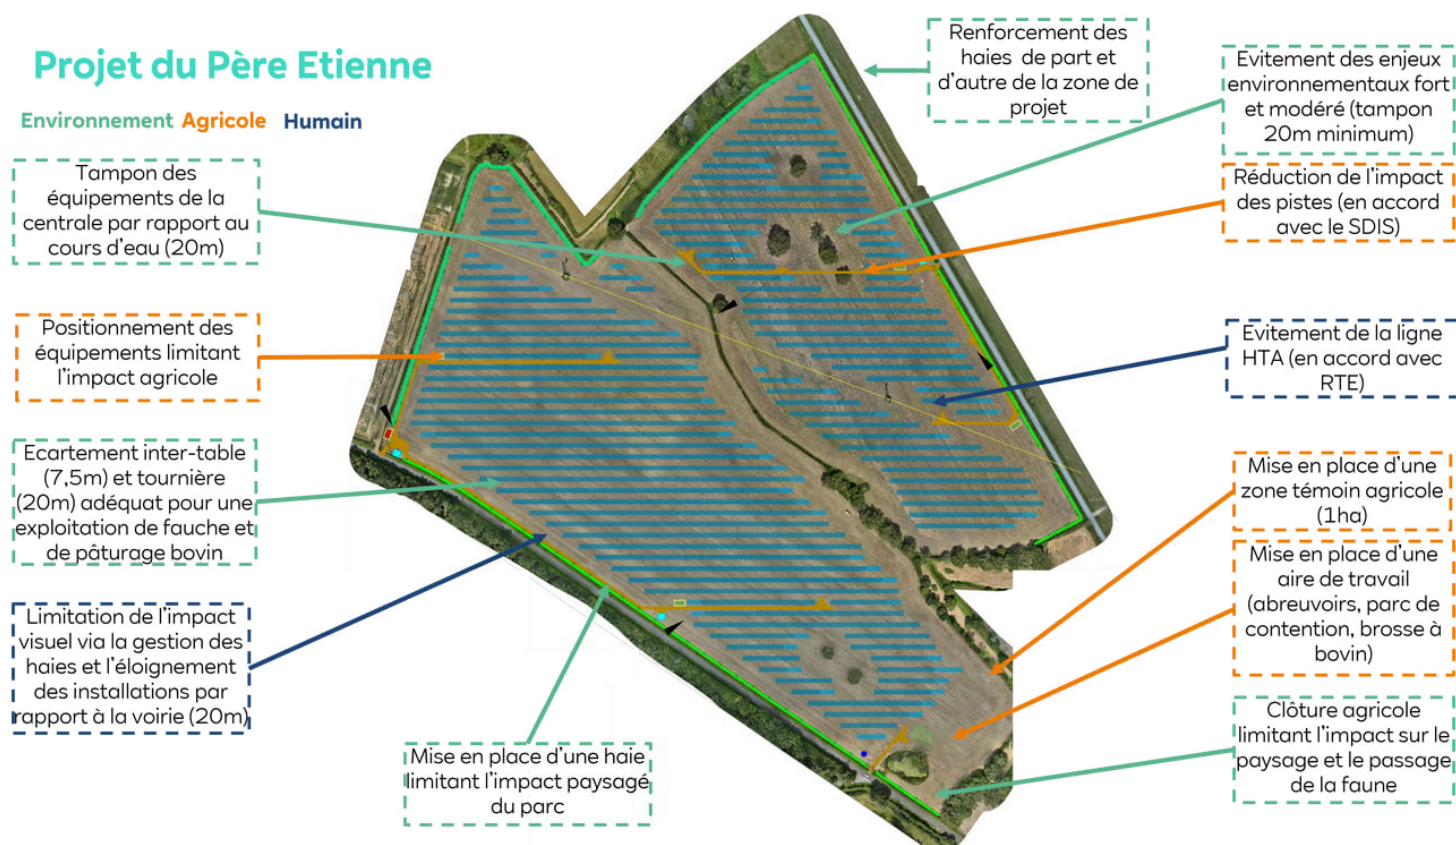 Projet du Père Etienne
Environnement Agricole Humain
Tampon des
équipements de la
centrale par rapport au
cours d'eau (20m)
Positionnement des
équipements limitant
l'impact agricole
Ecartement inter-table
(7,5m) et tournière
(20m) adéquat pour une
exploitation de fauche et
de pâturage bovin
Limitation de l'impact
visuel via la gestion des
haies et l'éloignement
des installations par
rapport à la voirie (20m)
Mise en place d'une haie
limitant l'impact paysagé
du parc
Renforcement des
haies de part et
d'autre de la zone de
projet
Evitement des enjeux
environnementaux fort
et modéré (tampon
20m minimum)
Réduction de l'impact
des pistes (en accord
avec le SDIS)
Evitement de la ligne
HTA (en accord avec
RTE)
Mise en place d'une
zone témoin agricole
(1ha)
Mise en place d'une
aire de travail
(abreuvoirs, parc de
contention, brosse à
bovin)
Clôture agricole
limitant l'impact sur le
paysage et le passage
de la faune